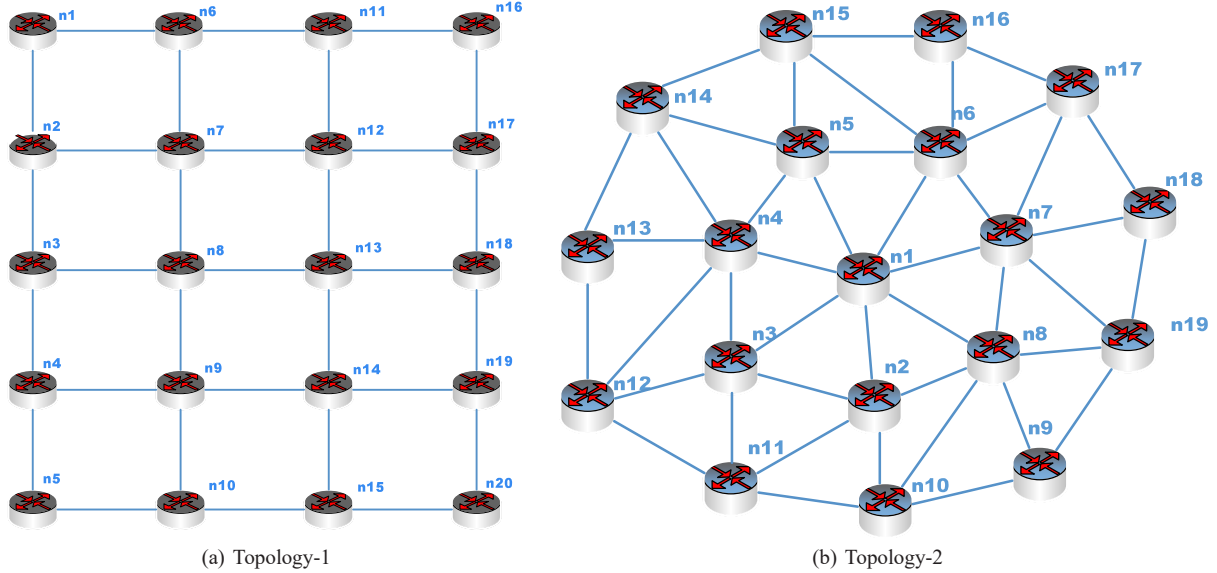 n1 n6 n11 n16
n2 n7 n12 n17
n3 n8 n13 n18
n4 n9 n14 n19
n5 n10 n15 n20
(a) Topology-1
n15 n16
n17
n14
n5 n6
n18
n13 n4 n7
n1
n3 n8 n19
n12 n2
n11 n9
n10
(b) Topology-2